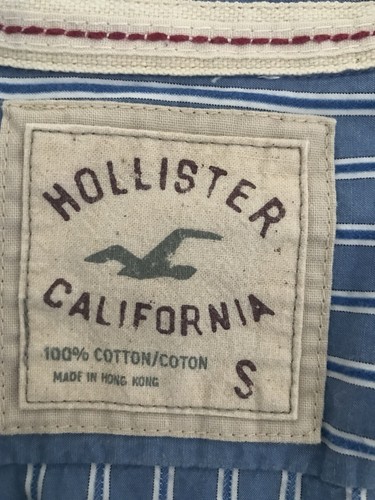 HOLLISTER
CALIFORNIA
100% COTTON/COTON
MADE IN HONG KONG
S